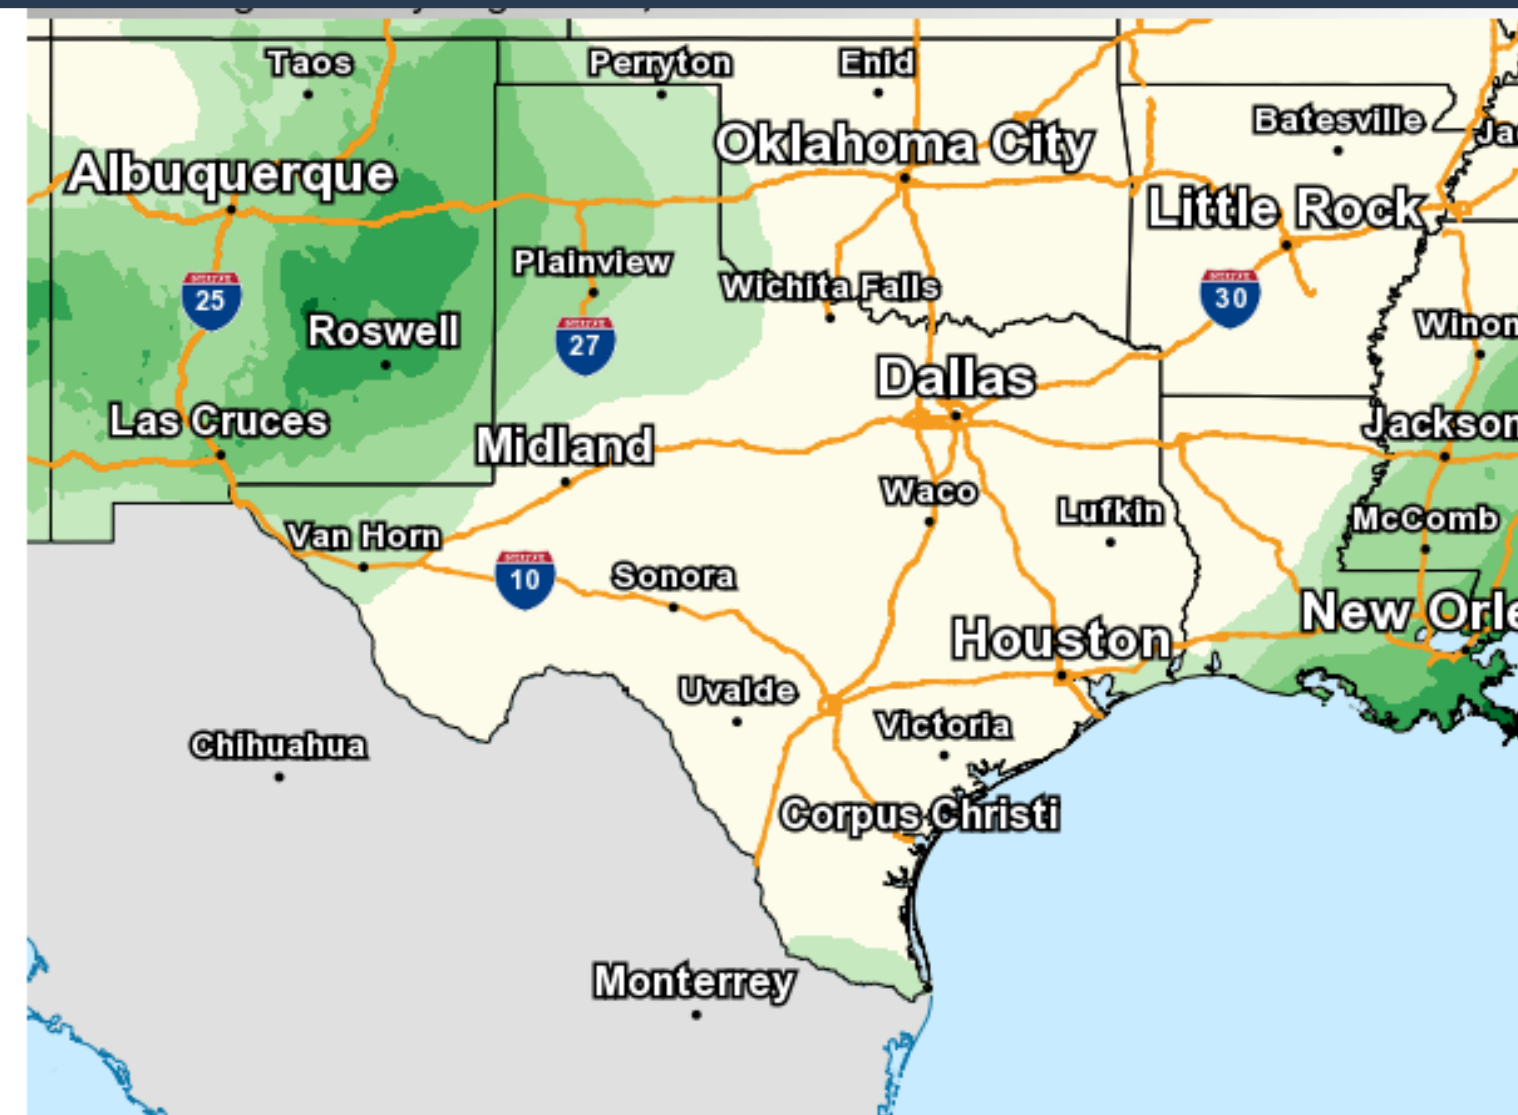 Taos
Perryton
Enid
Batesville
Ja
Oklahoma City
Albuquerque
Little Rock
Plainview
Wichita Falls
25
30
Roswell
27
Winon
Dallas
Las Cruces
Jackson
Midland
Waco
Lufkin
McComb
Van Horn
10
Sonora
New Orle
Houston
Uvalde
Victoria
Chihuahua
Corpus Christi
Monterrey